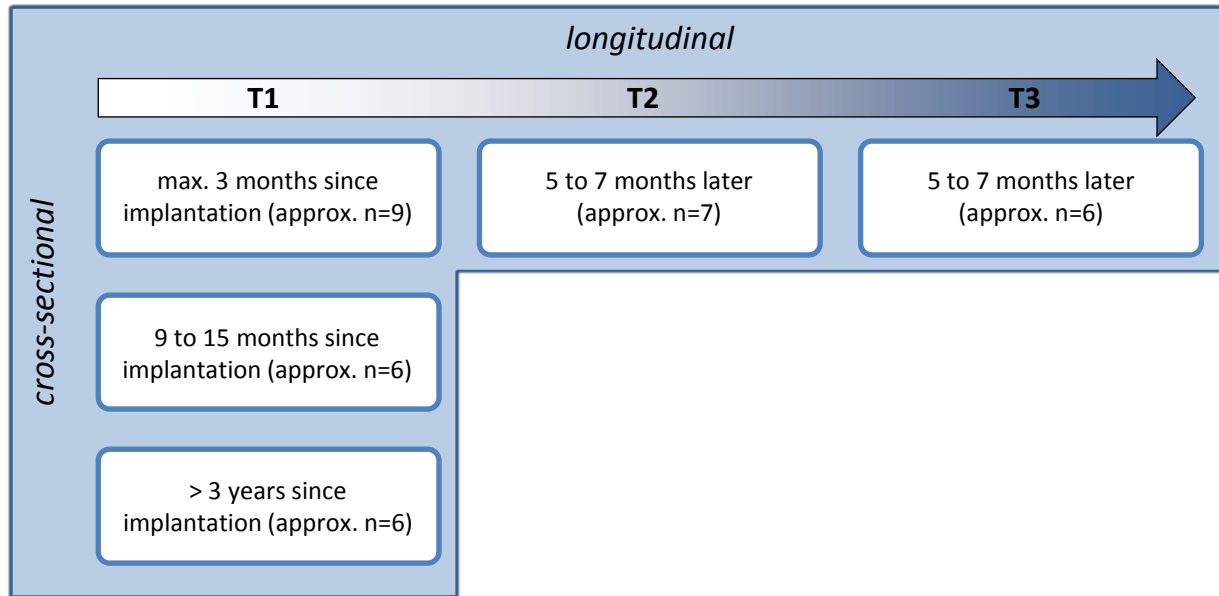 longitudinal
T1
T2
T3
max. 3 months since
implantation (approx. n=9)
5 to 7 months later
(approx. n=7)
5 to 7 months later
(approx. n=6)
cross-sectional
9 to 15 months since
implantation (approx. n=6)
> 3 years since
implantation (approx. n=6)